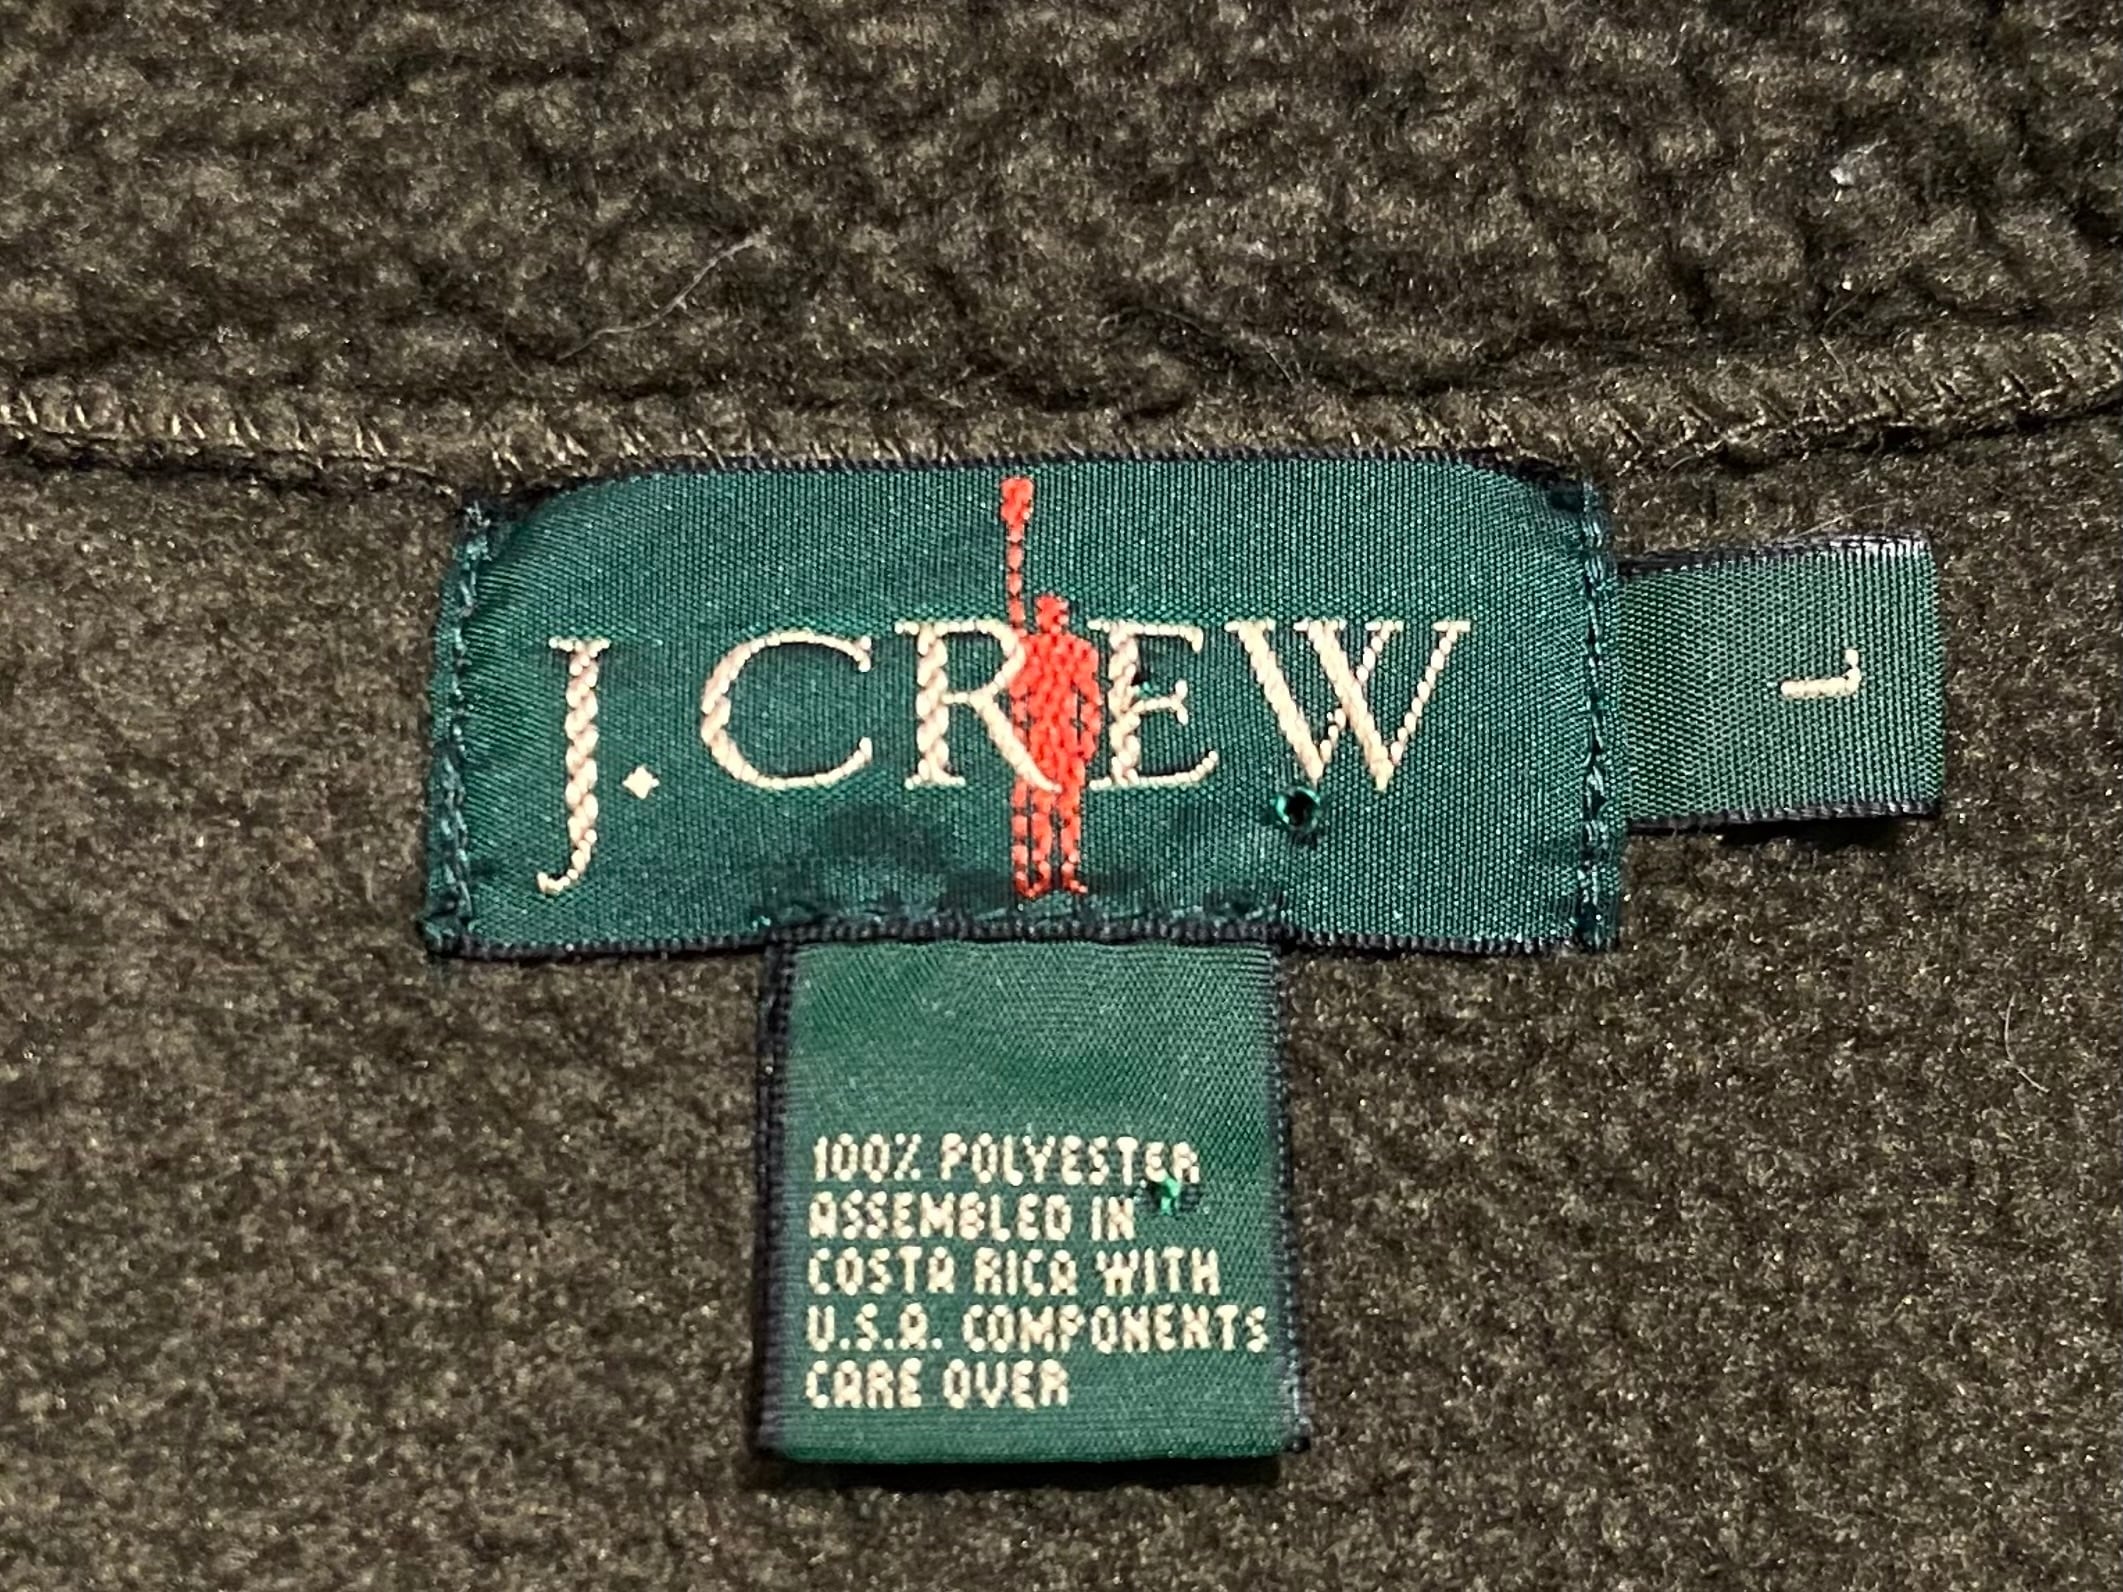 J.CREW
L
100% POLYESTER
ASSEMBLED IN
COSTA RICA WITH
U.S.A. COMPONENTS
CARE OVER